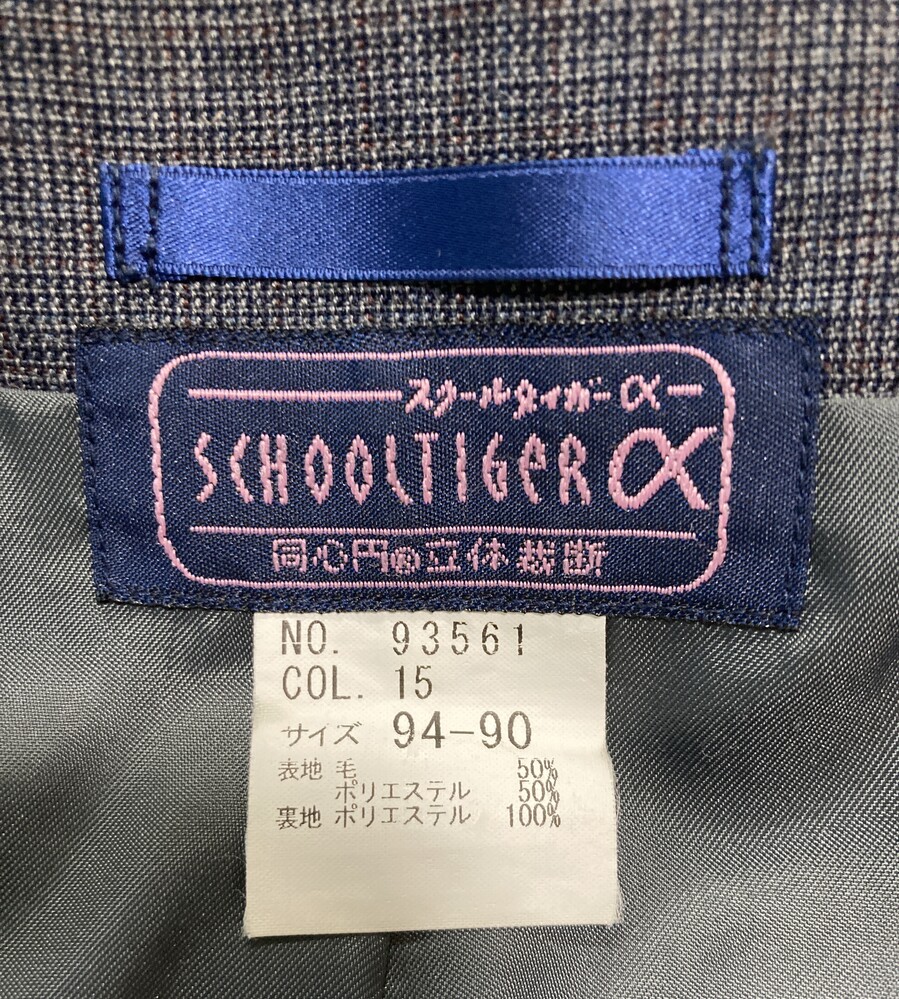 スクールタイガーα
SCHOOLTIGER α
同心円の立体裁断
NO. 93561
COL. 15
サイズ 94-90
表地 毛 50%
ポリエステル 50%
裏地 ポリエステル 100%